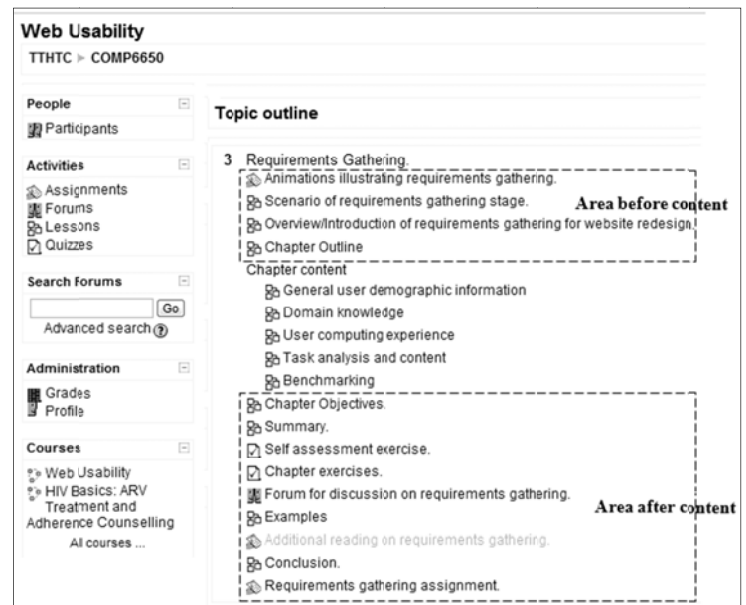 Web Usability
TTHTC ► COMP6650
People
Participants
Activities
Assignments
Forums
Lessons
Quizzes
Search Forums
Go
Advanced search ?
Administration
Grades
Profile
Courses
Web Usability
HIV Basics: ARV
Treatment and
Adherence Counselling
All courses ...
Topic outline
3 Requirements Gathering.
Animations illustrating requirements gathering.
Scenario of requirements gathering stage.
Area before content
Overview/Introduction of requirements gathering for website redesign.
Chapter Outline
Chapter content
General user demographic information
Domain knowledge
User computing experience
Task analysis and content
Benchmarking
Chapter Objectives.
Summary.
Self assessment exercise.
Chapter exercises.
Forum for discussion on requirements gathering.
Area after content
Examples
Additional reading on requirements gathering.
Conclusion.
Requirements gathering assignment.